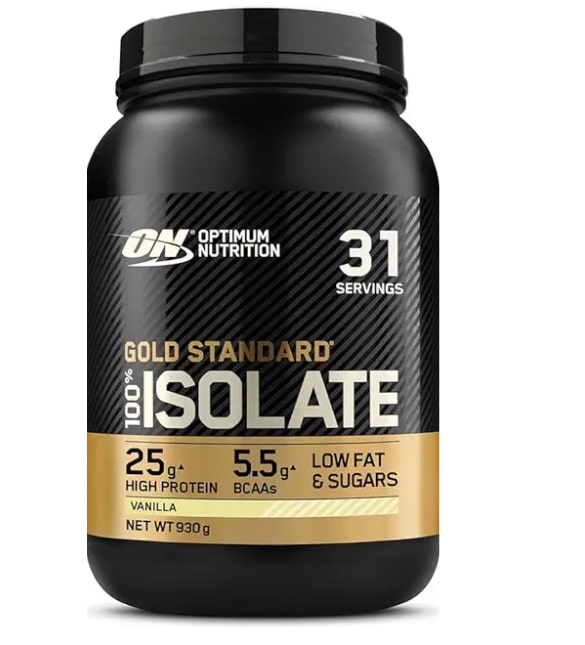 ON® OPTIMUM
NUTRITION
31
SERVINGS
GOLD STANDARD®
100% ISOLATE
25g▲
HIGH PROTEIN
5.5g▲
BCAAs
LOW FAT
& SUGARS
VANILLA
NET WT 930g